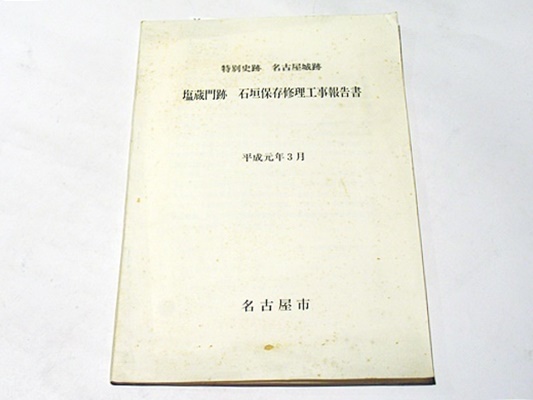 特別史跡 名古屋城跡
塩蔵門跡 石垣保存修理工事報告書
平成元年3月
名古屋市